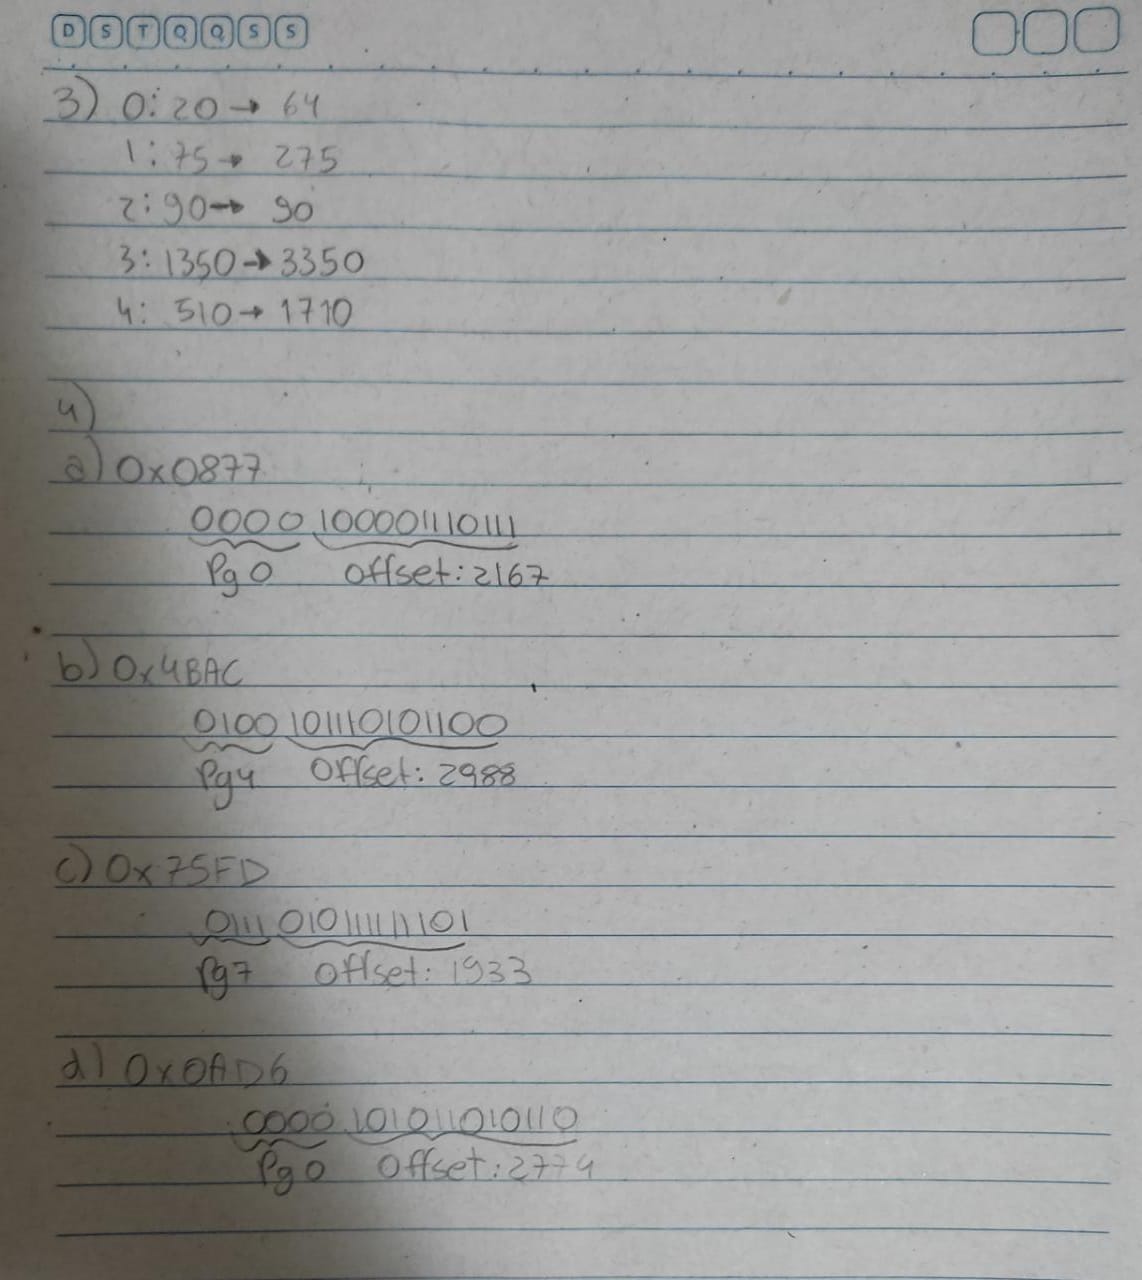 D S T Q Q S S
3) 0: 20 → 64
1: 75 → 275
2: 90 → 90
3: 1350 → 3350
4: 510 → 1710
4)
a) 0x0877
0000 100001110111
Pg 0 offset: 2167
b) 0x4BAC
0100 101110101100
Pg 4 Offset: 2988
c) 0x75FD
0111 010111111101
Pg 7 Offset: 1933
d) 0x0AD6
0000 101011010110
Pg 0 Offset: 2774